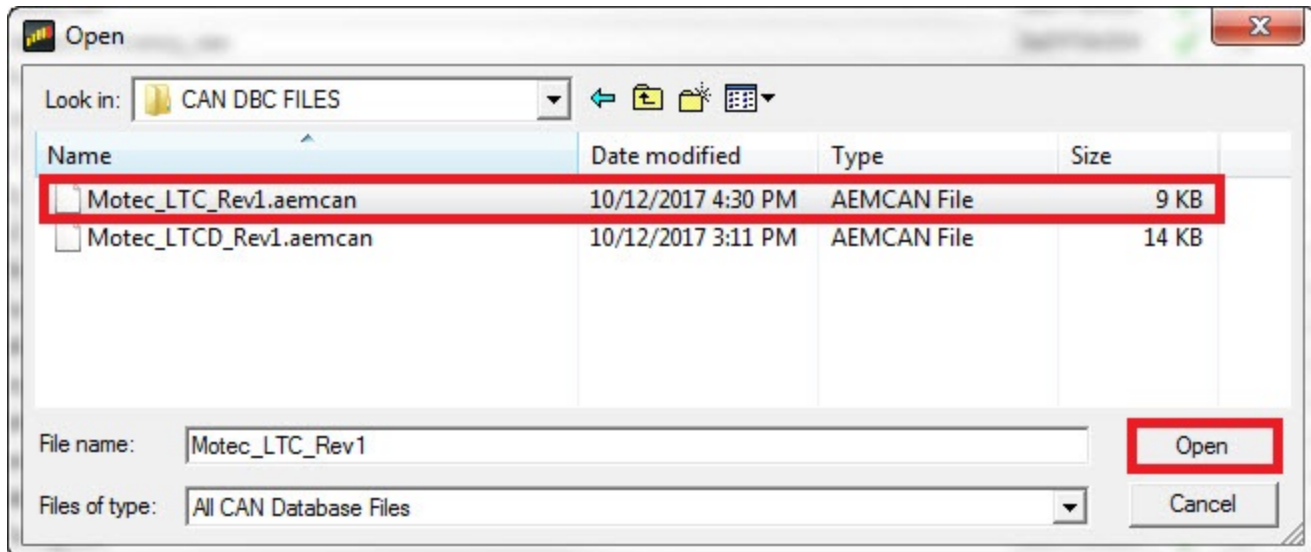 Open
Look in: CAN DBC FILES
Name Date modified Type Size
Motec_LTC_Rev1.aemcan 10/12/2017 4:30 PM AEMCAN File 9 KB
Motec_LTCD_Rev1.aemcan 10/12/2017 3:11 PM AEMCAN File 14 KB
File name: Motec_LTC_Rev1 Open
Files of type: All CAN Database Files Cancel